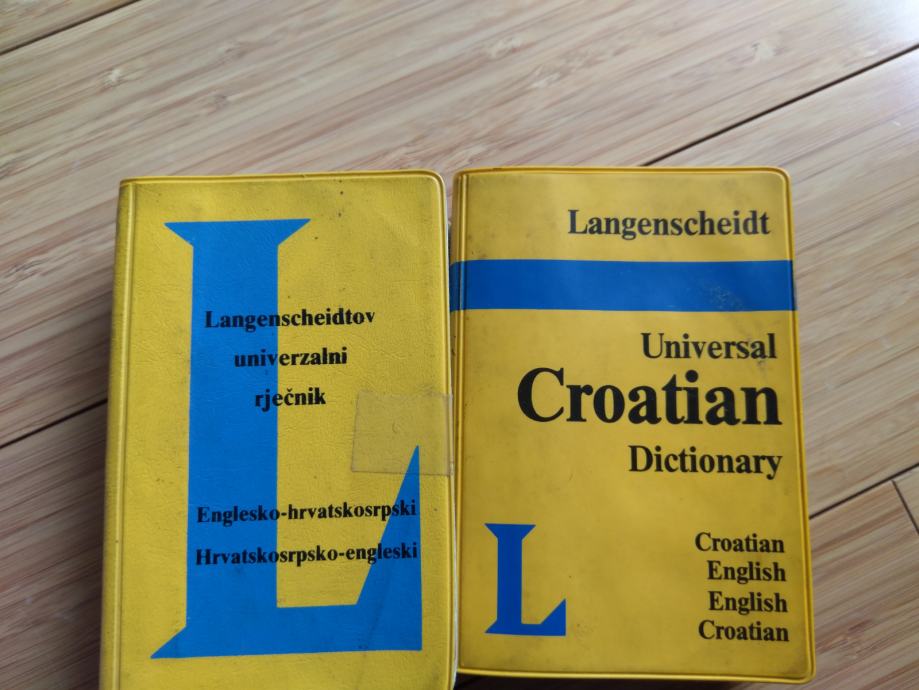 Langenscheidtov
univerzalni
rječnik
Englesko-hrvatskosrpski
Hrvatskosrpsko-engleski
Langenscheidt
Universal
Croatian
Dictionary
Croatian
English
English
Croatian
L